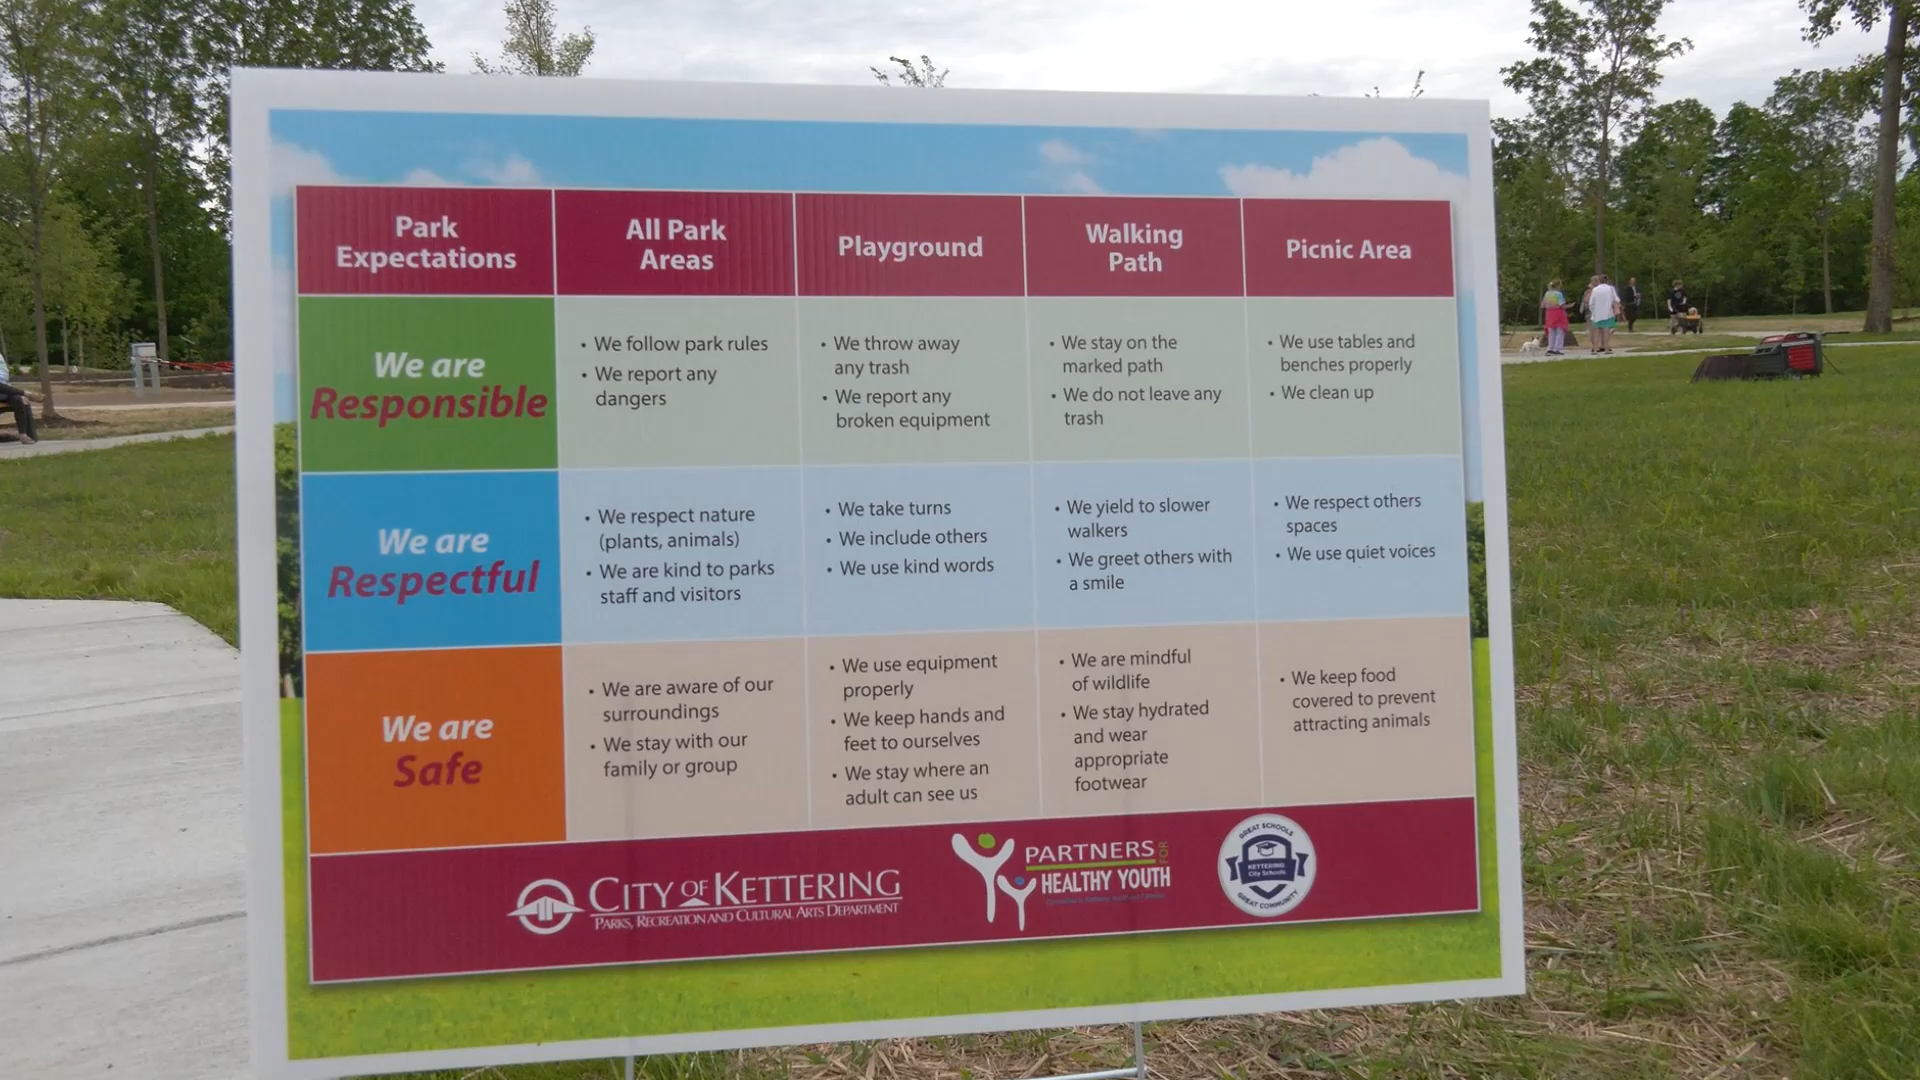 Park
Expectations
All Park
Areas
Playground
Walking
Path
Picnic Area
We are
Responsible
• We follow park rules
• We report any
dangers
• We throw away
any trash
• We report any
broken equipment
• We stay on the
marked path
• We do not leave any
trash
• We use tables and
benches properly
• We clean up
We are
Respectful
• We respect nature
(plants, animals)
• We are kind to parks
staff and visitors
• We take turns
• We include others
• We use kind words
• We yield to slower
walkers
• We greet others with
a smile
• We respect others
spaces
• We use quiet voices
We are
Safe
• We are aware of our
surroundings
• We stay with our
family or group
• We use equipment
properly
• We keep hands and
feet to ourselves
• We stay where an
adult can see us
• We are mindful
of wildlife
• We stay hydrated
and wear
appropriate
footwear
• We keep food
covered to prevent
attracting animals
CITY OF KETTERING
PARKS, RECREATION AND CULTURAL ARTS DEPARTMENT
PARTNERS FOR
HEALTHY YOUTH
GREAT SCHOOLS
KETTERING
City Schools
GREAT COMMUNITY